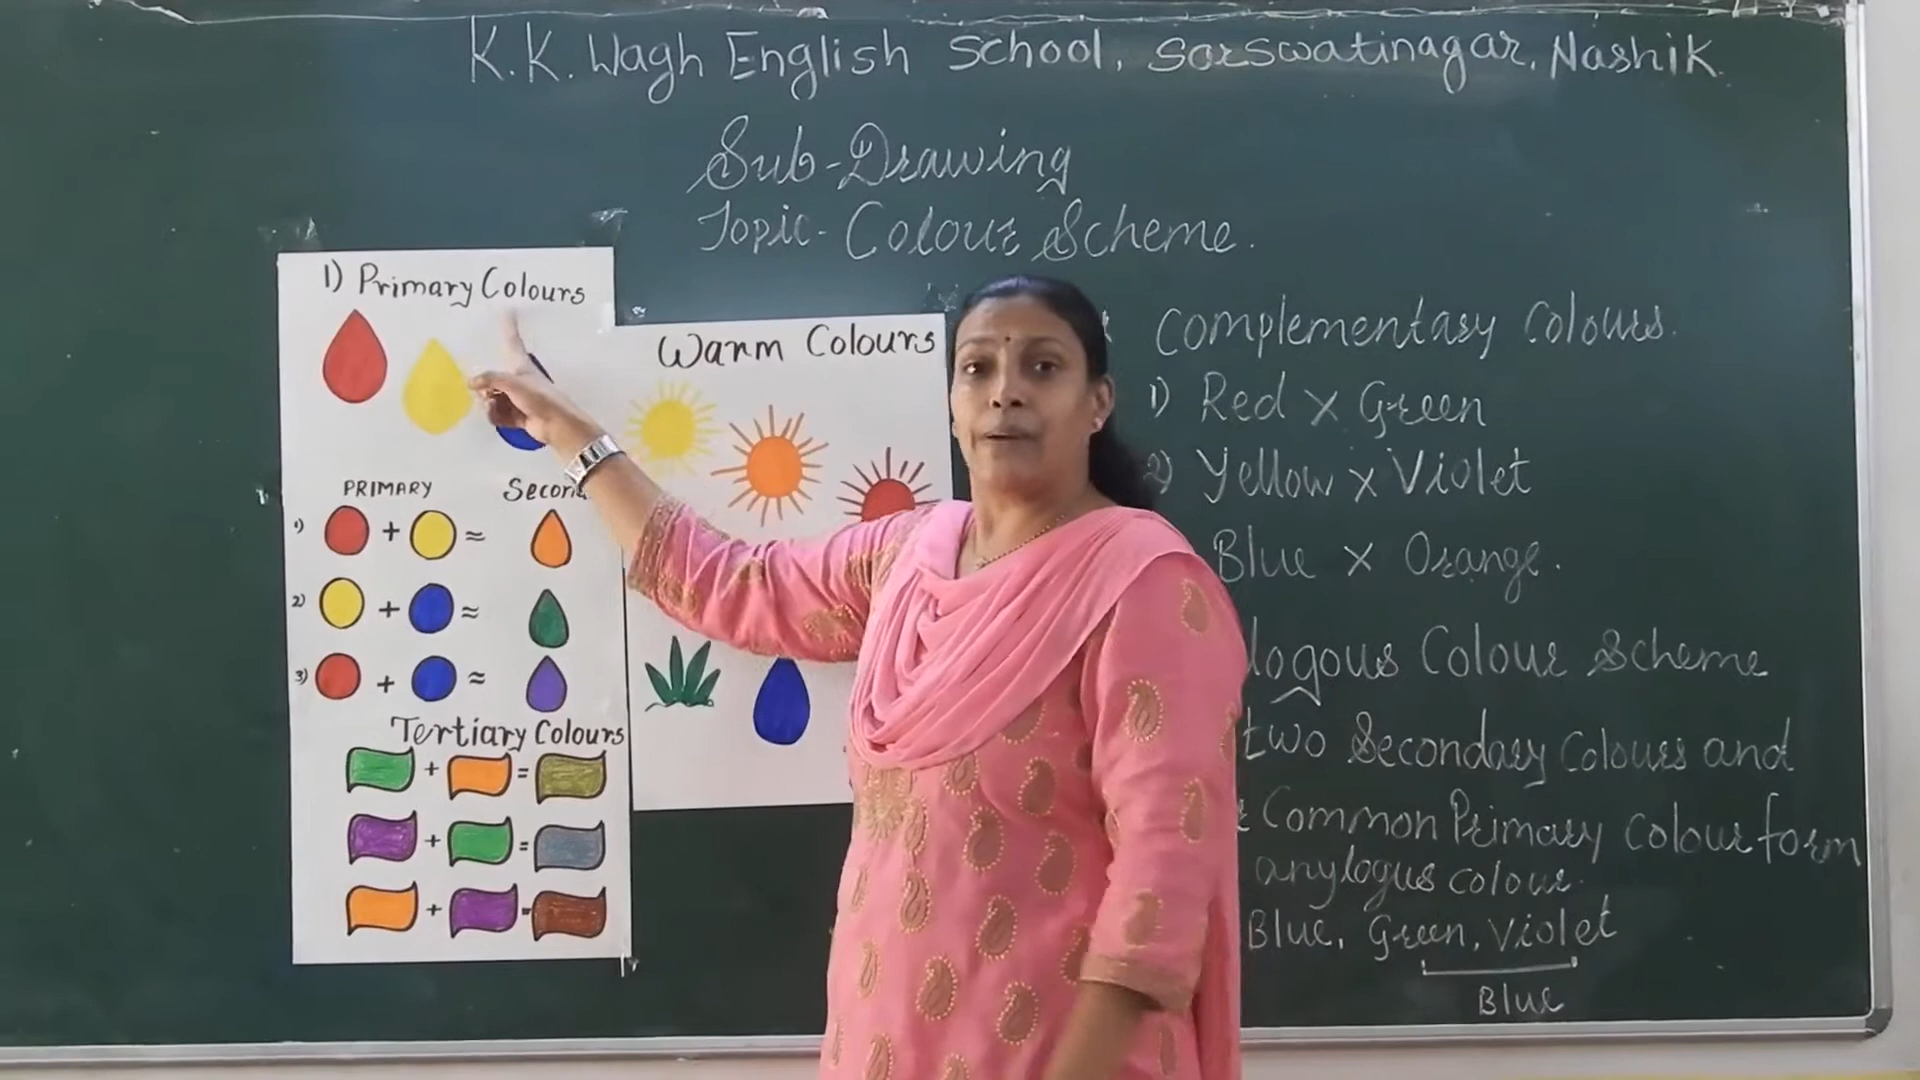 K.K. Wagh English School, Sarswatinagar, Nashik
Sub-Drawing
Topic- Colour Scheme.
1) Primary Colours
PRIMARY
1) + ≈
2) + ≈
3) + ≈
Tertiary Colours
+ =
+ =
+ =
Warm Colours
Complementary Colours.
1) Red x Green
2) Yellow x Violet
Blue x Orange.
Colour Scheme
two Secondary Colours and
Common Primary Colour form
anylogus colour.
Blue, Green, Violet
Blue